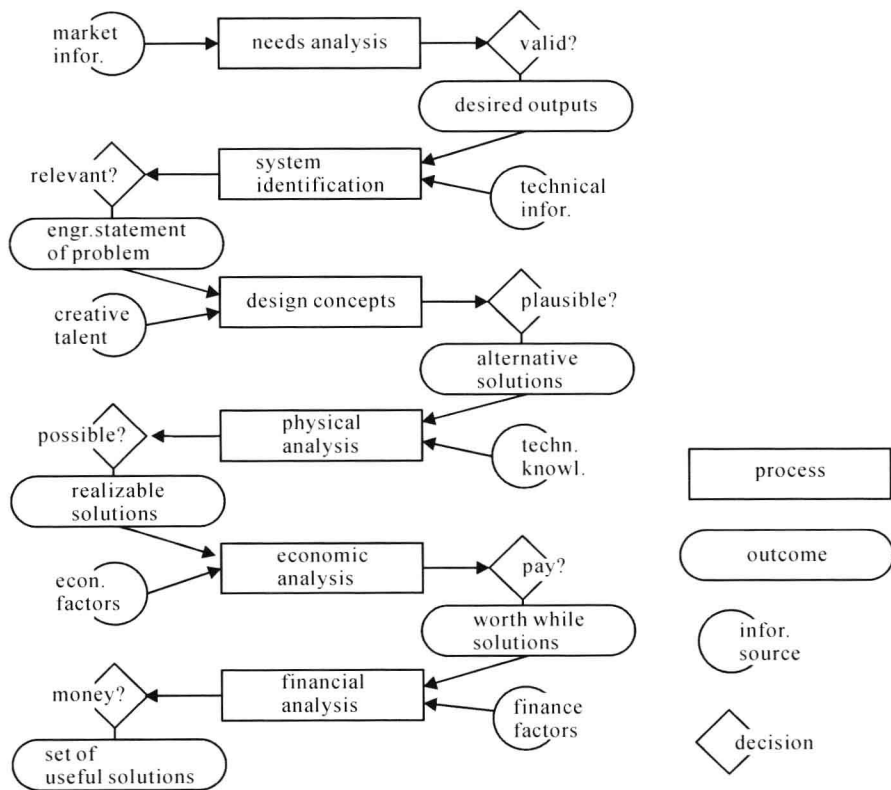 market
infor.
needs analysis
valid?
desired outputs
relevant?
system
identification
technical
infor.
engr.statement
of problem
creative
talent
design concepts
plausible?
alternative
solutions
possible?
physical
analysis
techn.
knowl.
realizable
solutions
econ.
factors
economic
analysis
pay?
worth while
solutions
money?
financial
analysis
finance
factors
set of
useful solutions
process
outcome
infor.
source
decision